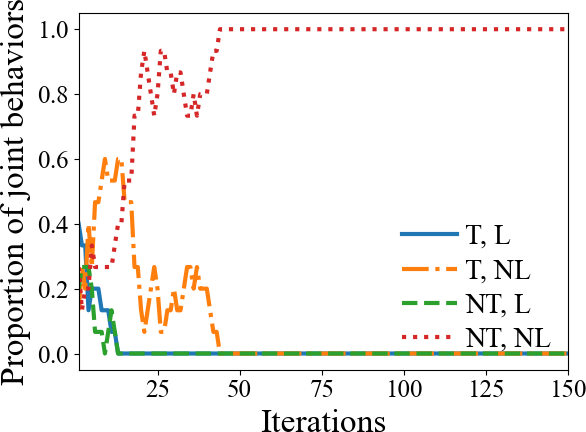 Proportion of joint behaviors
1.0
0.8
0.6
0.4
0.2
0.0
T, L
T, NL
NT, L
NT, NL
25 50 75 100 125 150
Iterations